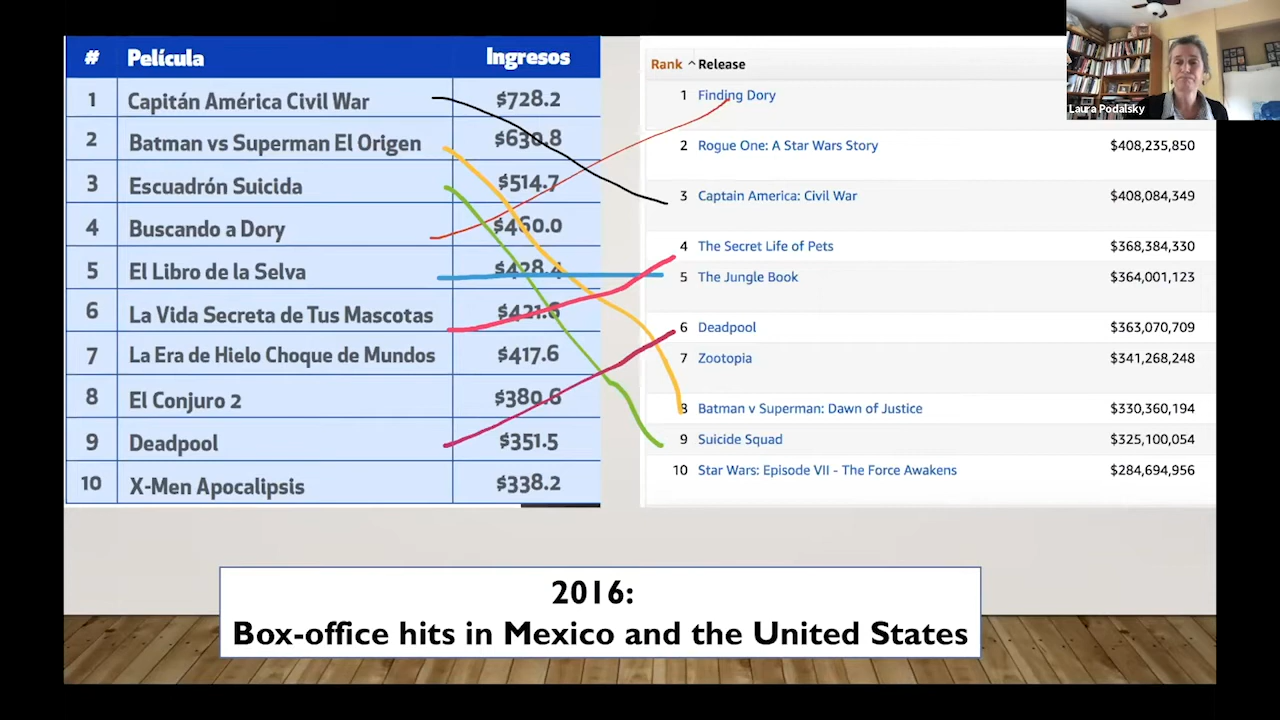 # Película Ingresos
1 Capitán América Civil War $728.2
2 Batman vs Superman El Origen $630.8
3 Escuadrón Suicida $514.7
4 Buscando a Dory $460.0
5 El Libro de la Selva $428.4
6 La Vida Secreta de Tus Mascotas $421.6
7 La Era de Hielo Choque de Mundos $417.6
8 El Conjuro 2 $380.6
9 Deadpool $351.5
10 X-Men Apocalipsis $338.2
Rank Release
1 Finding Dory
2 Rogue One: A Star Wars Story $408,235,850
3 Captain America: Civil War $408,084,349
4 The Secret Life of Pets $368,384,330
5 The Jungle Book $364,001,123
6 Deadpool $363,070,709
7 Zootopia $341,268,248
8 Batman v Superman: Dawn of Justice $330,360,194
9 Suicide Squad $325,100,054
10 Star Wars: Episode VII - The Force Awakens $284,694,956
Laura Podalsky
2016:
Box-office hits in Mexico and the United States